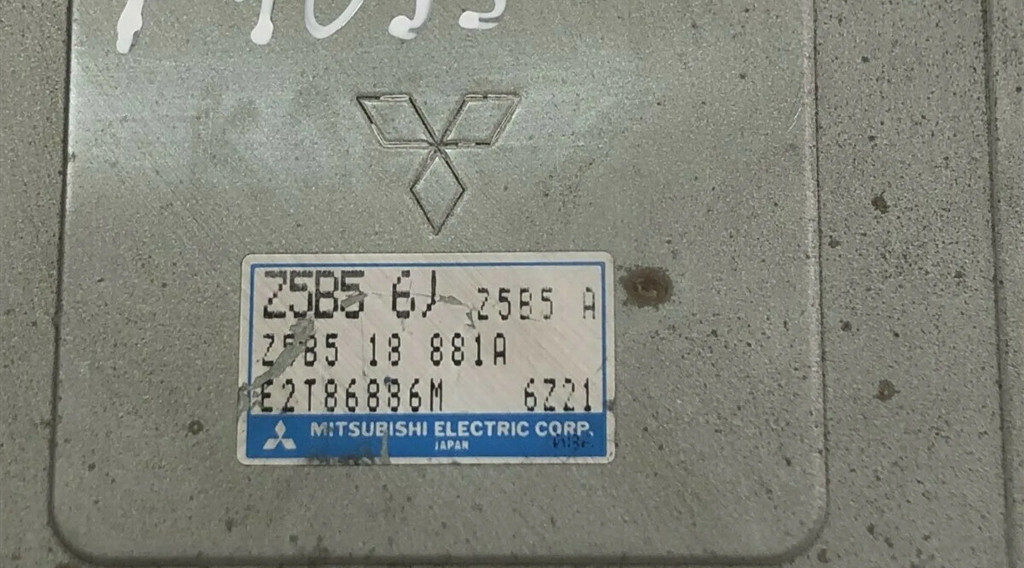 Z5B5 6J Z5B5 A
Z5B5 18 881A
E2T86886M 6Z21
MITSUBISHI ELECTRIC CORP.
JAPAN